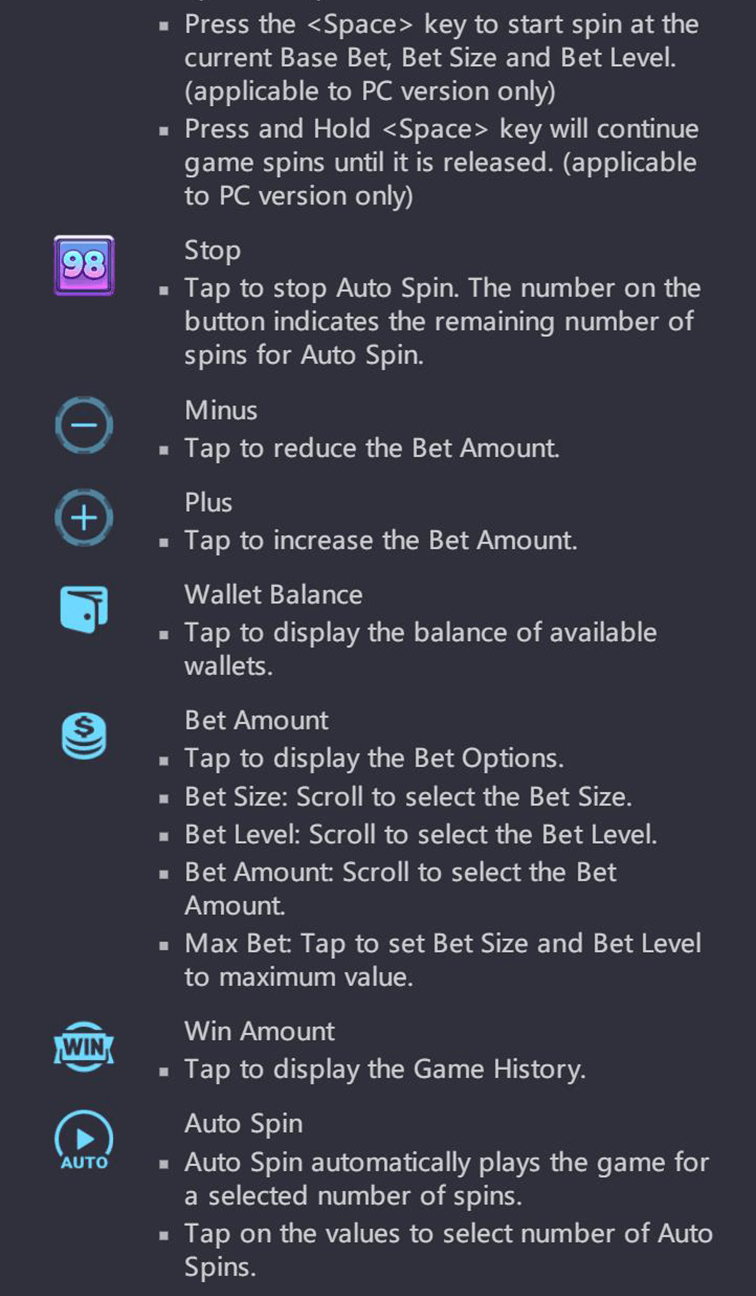 ▪ Press the <Space> key to start spin at the
current Base Bet, Bet Size and Bet Level.
(applicable to PC version only)
▪ Press and Hold <Space> key will continue
game spins until it is released. (applicable
to PC version only)
98
Stop
▪ Tap to stop Auto Spin. The number on the
button indicates the remaining number of
spins for Auto Spin.
Minus
▪ Tap to reduce the Bet Amount.
Plus
▪ Tap to increase the Bet Amount.
Wallet Balance
▪ Tap to display the balance of available
wallets.
$
Bet Amount
▪ Tap to display the Bet Options.
▪ Bet Size: Scroll to select the Bet Size.
▪ Bet Level: Scroll to select the Bet Level.
▪ Bet Amount: Scroll to select the Bet
Amount.
▪ Max Bet: Tap to set Bet Size and Bet Level
to maximum value.
WIN
Win Amount
▪ Tap to display the Game History.
AUTO
Auto Spin
▪ Auto Spin automatically plays the game for
a selected number of spins.
▪ Tap on the values to select number of Auto
Spins.